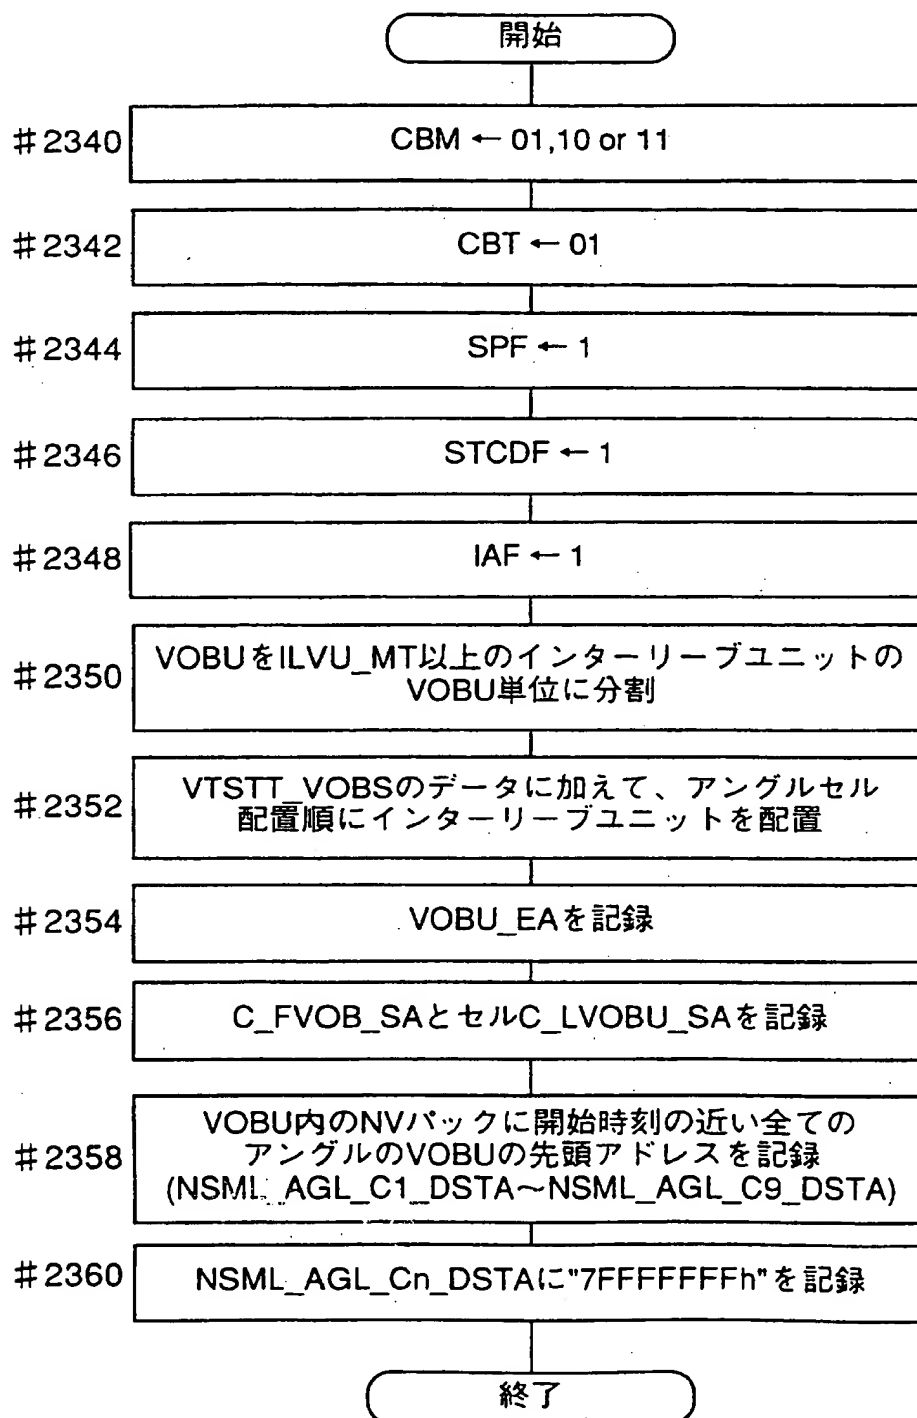 開始
#2340
CBM ← 01,10 or 11
#2342
CBT ← 01
#2344
SPF ← 1
#2346
STCDF ← 1
#2348
IAF ← 1
#2350
VOBUをILVU_MT以上のインターリーブユニットの
VOBU単位に分割
#2352
VTSTT_VOBSのデータに加えて、アングルセル
配置順にインターリーブユニットを配置
#2354
VOBU_EAを記録
#2356
C_FVOB_SAとセルC_LVOBU_SAを記録
#2358
VOBU内のNVパックに開始時刻の近い全ての
アングルのVOBUの先頭アドレスを記録
(NSML_AGL_C1_DSTA～NSML_AGL_C9_DSTA)
#2360
NSML_AGL_Cn_DSTAに"7FFFFFFFh"を記録
終了